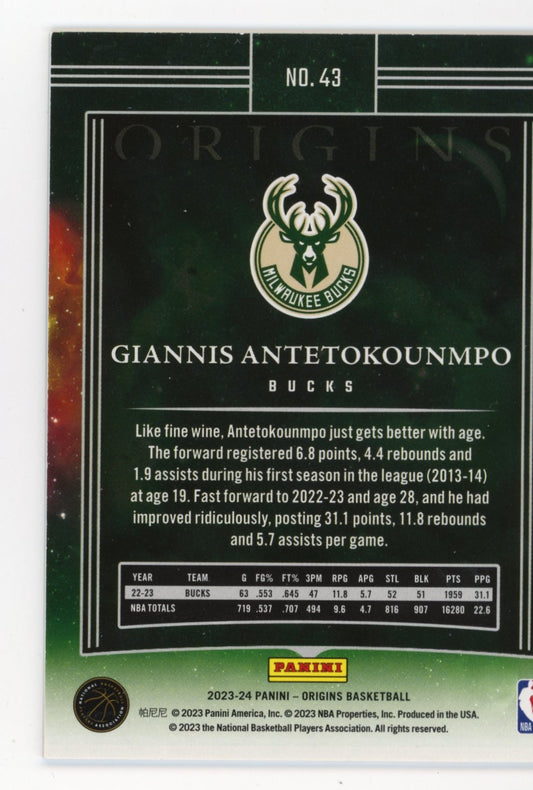 NO. 43
ORIGINS
MILWAUKEE BUCKS
GIANNIS ANTETOKOUNMPO
BUCKS
Like fine wine, Antetokounmpo just gets better with age.
The forward registered 6.8 points, 4.4 rebounds and
1.9 assists during his first season in the league (2013-14)
at age 19. Fast forward to 2022-23 and age 28, and he had
improved ridiculously, posting 31.1 points, 11.8 rebounds
and 5.7 assists per game.
YEAR TEAM G FG% FT% 3PM RPG APG STL BLK PTS PPG
22-23 BUCKS 63 .553 .645 47 11.8 5.7 52 51 1959 31.1
NBA TOTALS 719 .537 .707 494 9.6 4.7 816 907 16280 22.6
PANINI
2023-24 PANINI – ORIGINS BASKETBALL
帕尼尼 © 2023 Panini America, Inc. © 2023 NBA Properties, Inc. Produced in the USA.
© 2023 the National Basketball Players Association. All rights reserved.
NATIONAL BASKETBALL PLAYERS ASSOCIATION
NBA